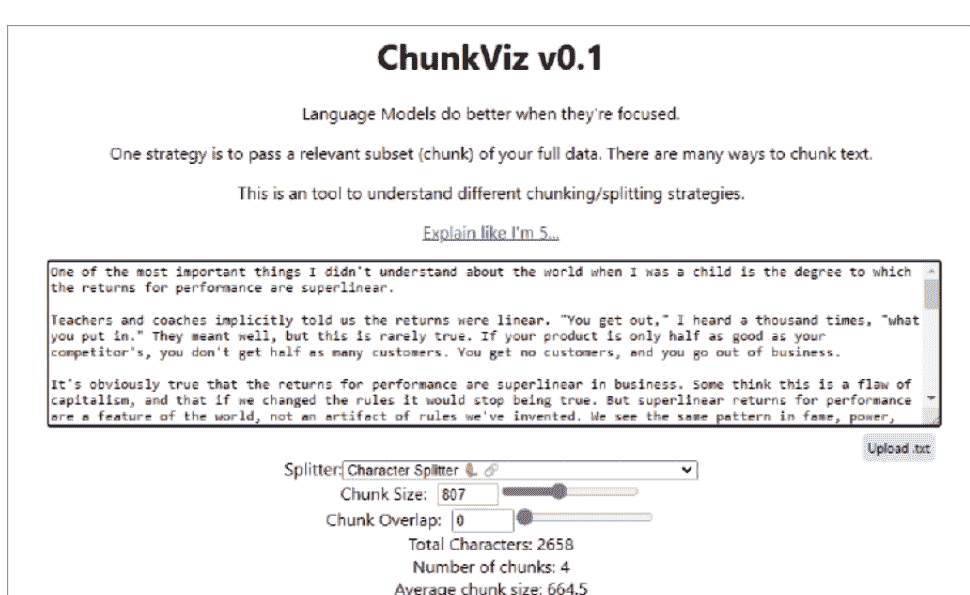 ChunkViz v0.1
Language Models do better when they're focused.
One strategy is to pass a relevant subset (chunk) of your full data. There are many ways to chunk text.
This is an tool to understand different chunking/splitting strategies.
Explain like I'm 5...
One of the most important things I didn't understand about the world when I was a child is the degree to which
the returns for performance are superlinear.
Teachers and coaches implicitly told us the returns were linear. "You get out," I heard a thousand times, "what
you put in." They meant well, but this is rarely true. If your product is only half as good as your
competitor's, you don't get half as many customers. You get no customers, and you go out of business.
It's obviously true that the returns for performance are superlinear in business. Some think this is a flaw of
capitalism, and that if we changed the rules it would stop being true. But superlinear returns for performance
are a feature of the world, not an artifact of rules we've invented. We see the same pattern in fame, power,
Upload .txt
Splitter: Character Splitter 🦜🔗
Chunk Size: 807
Chunk Overlap: 0
Total Characters: 2658
Number of chunks: 4
Average chunk size: 664.5